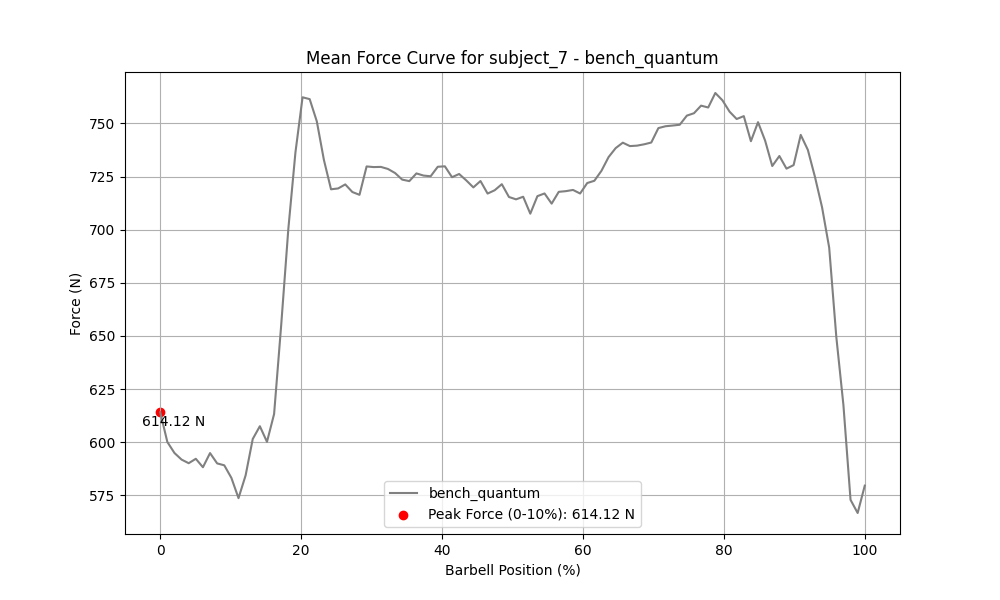 Mean Force Curve for subject_7 - bench_quantum
Force (N)
750
725
700
675
650
625
600
575
614.12 N
bench_quantum
Peak Force (0-10%): 614.12 N
0 20 40 60 80 100
Barbell Position (%)